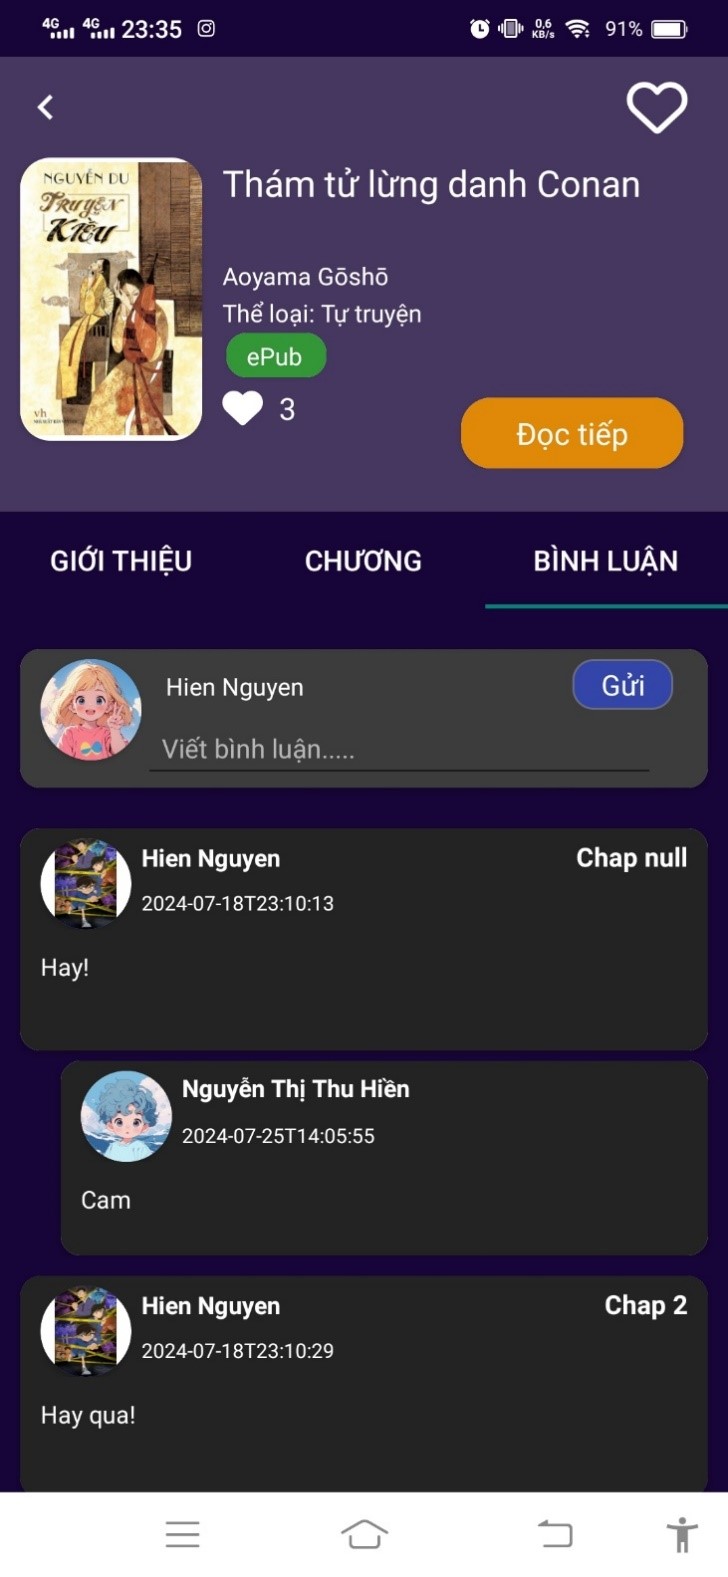 4G 4G 23:35 0,6 KB/s 91%
NGUYỄN DU
TRUYỆN
KIỀU
vh
Thám tử lừng danh Conan
Aoyama Gōshō
Thể loại: Tự truyện
ePub
3
Đọc tiếp
GIỚI THIỆU CHƯƠNG BÌNH LUẬN
Hien Nguyen Gửi
Viết bình luận.....
Hien Nguyen Chap null
2024-07-18T23:10:13
Hay!
Nguyễn Thị Thu Hiền
2024-07-25T14:05:55
Cam
Hien Nguyen Chap 2
2024-07-18T23:10:29
Hay qua!